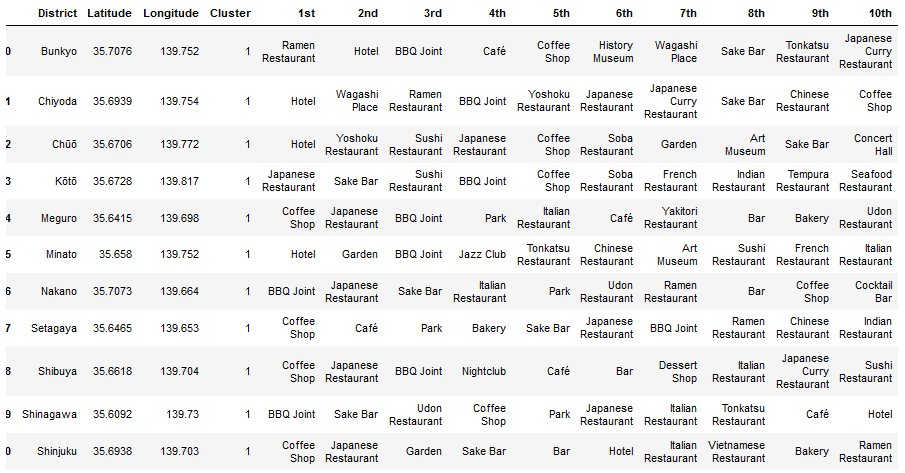 District Latitude Longitude Cluster 1st 2nd 3rd 4th 5th 6th 7th 8th 9th 10th
0 Bunkyo 35.7076 139.752 1 Ramen Restaurant Hotel BBQ Joint Café Coffee Shop History Museum Wagashi Place Sake Bar Tonkatsu Restaurant Japanese Curry Restaurant
1 Chiyoda 35.6939 139.754 1 Hotel Wagashi Place Ramen Restaurant BBQ Joint Yoshoku Restaurant Japanese Restaurant Japanese Curry Restaurant Sake Bar Chinese Restaurant Coffee Shop
2 Chūō 35.6706 139.772 1 Hotel Yoshoku Restaurant Sushi Restaurant Japanese Restaurant Coffee Shop Soba Restaurant Garden Art Museum Sake Bar Concert Hall
3 Kōtō 35.6728 139.817 1 Japanese Restaurant Sake Bar Sushi Restaurant BBQ Joint Coffee Shop Soba Restaurant French Restaurant Indian Restaurant Tempura Restaurant Seafood Restaurant
4 Meguro 35.6415 139.698 1 Coffee Shop Japanese Restaurant BBQ Joint Park Italian Restaurant Café Yakitori Restaurant Bar Bakery Udon Restaurant
5 Minato 35.658 139.752 1 Hotel Garden BBQ Joint Jazz Club Tonkatsu Restaurant Chinese Restaurant Art Museum Sushi Restaurant French Restaurant Italian Restaurant
6 Nakano 35.7073 139.664 1 BBQ Joint Japanese Restaurant Sake Bar Italian Restaurant Park Udon Restaurant Ramen Restaurant Bar Coffee Shop Cocktail Bar
7 Setagaya 35.6465 139.653 1 Coffee Shop Café Park Bakery Sake Bar Japanese Restaurant BBQ Joint Ramen Restaurant Chinese Restaurant Indian Restaurant
8 Shibuya 35.6618 139.704 1 Coffee Shop Japanese Restaurant BBQ Joint Nightclub Café Bar Dessert Shop Italian Restaurant Japanese Curry Restaurant Sushi Restaurant
9 Shinagawa 35.6092 139.73 1 BBQ Joint Sake Bar Udon Restaurant Coffee Shop Park Japanese Restaurant Italian Restaurant Tonkatsu Restaurant Café Hotel
0 Shinjuku 35.6938 139.703 1 Coffee Shop Japanese Restaurant Garden Sake Bar Bar Hotel Italian Restaurant Vietnamese Restaurant Bakery Ramen Restaurant